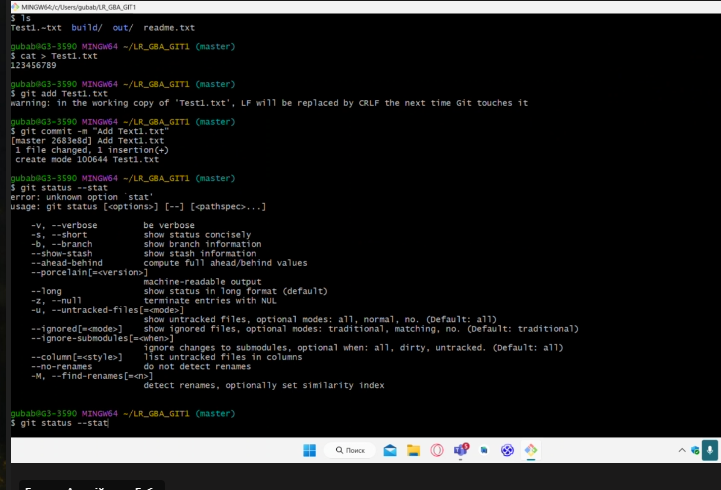 MINGW64:/c/Users/gubab/LR_GBA_GIT1
$ ls
Test1.~txt build/ out/ readme.txt
gubab@G3-3590 MINGW64 ~/LR_GBA_GIT1 (master)
$ cat > Test1.txt
123456789
gubab@G3-3590 MINGW64 ~/LR_GBA_GIT1 (master)
$ git add Test1.txt
warning: in the working copy of 'Test1.txt', LF will be replaced by CRLF the next time Git touches it
gubab@G3-3590 MINGW64 ~/LR_GBA_GIT1 (master)
$ git commit -m "Add Text1.txt"
[master 2683e8d] Add Text1.txt
1 file changed, 1 insertion(+)
create mode 100644 Test1.txt
gubab@G3-3590 MINGW64 ~/LR_GBA_GIT1 (master)
$ git status --stat
error: unknown option `stat'
usage: git status [<options>] [--] [<pathspec>...]
-v, --verbose be verbose
-s, --short show status concisely
-b, --branch show branch information
--show-stash show stash information
--ahead-behind compute full ahead/behind values
--porcelain[=<version>]
machine-readable output
--long show status in long format (default)
-z, --null terminate entries with NUL
-u, --untracked-files[=<mode>]
show untracked files, optional modes: all, normal, no. (Default: all)
--ignored[=<mode>] show ignored files, optional modes: traditional, matching, no. (Default: traditional)
--ignore-submodules[=<when>]
ignore changes to submodules, optional when: all, dirty, untracked. (Default: all)
--column[=<style>] list untracked files in columns
--no-renames do not detect renames
-M, --find-renames[=<n>]
detect renames, optionally set similarity index
gubab@G3-3590 MINGW64 ~/LR_GBA_GIT1 (master)
$ git status --stat
Поиск